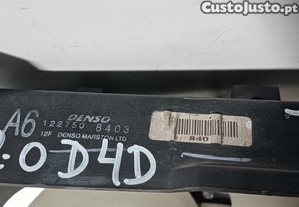 CustoJusto.pt
A6
DENSO
122750 8403
12F DENSO MARSTON LTD
840
2.0 D4D